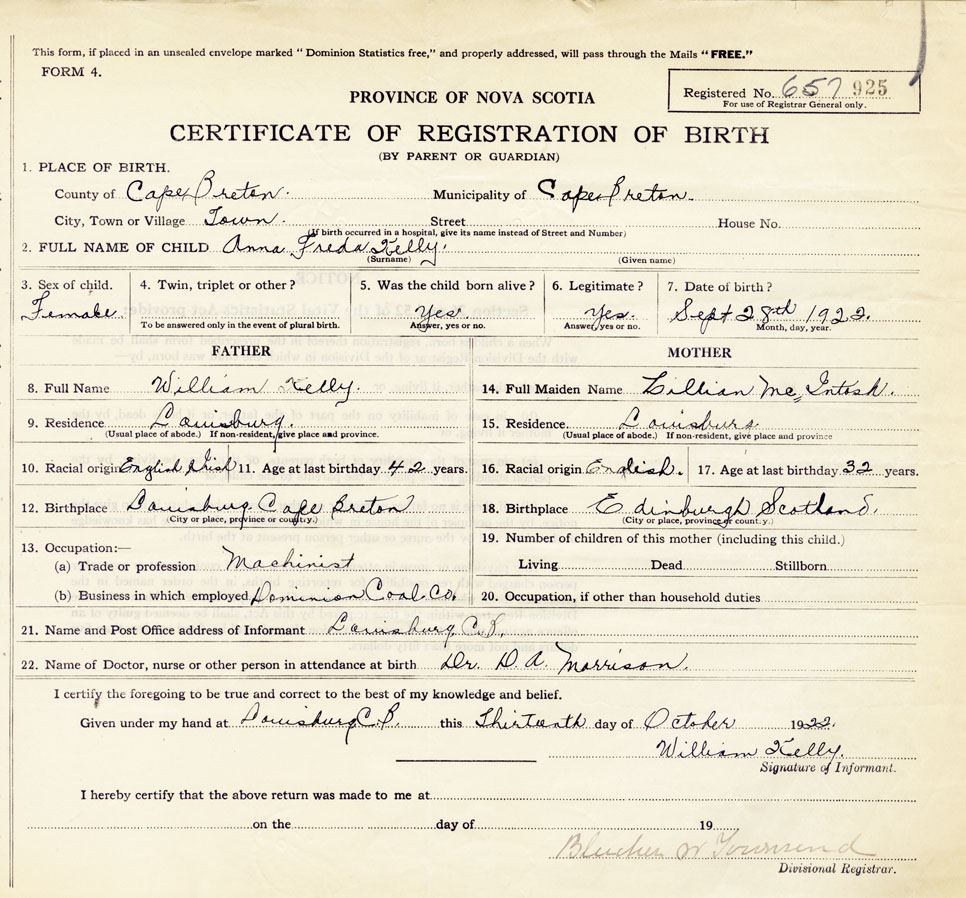 This form, if placed in an unsealed envelope marked " Dominion Statistics free," and properly addressed, will pass through the Mails " FREE."
FORM 4.
Registered No. 657 925
For use of Registrar General only.
PROVINCE OF NOVA SCOTIA
CERTIFICATE OF REGISTRATION OF BIRTH
(BY PARENT OR GUARDIAN)
1. PLACE OF BIRTH.
County of Cape Breton. Municipality of Cape Breton.
City, Town or Village Town. Street House No.
(If birth occurred in a hospital, give its name instead of Street and Number)
2. FULL NAME OF CHILD Anna Freda Kelly.
(Surname) (Given name)
3. Sex of child. 4. Twin, triplet or other? 5. Was the child born alive? 6. Legitimate? 7. Date of birth?
Female. Yes. Yes. Sept 28th 1922.
To be answered only in the event of plural birth. Answer, yes or no. Answer, yes or no. Month, day, year.
FATHER MOTHER
8. Full Name William Kelly. 14. Full Maiden Name Lillian Mc Intosh.
9. Residence Louisburg. 15. Residence. Louisburg
(Usual place of abode.) If non-resident, give place and province. (Usual place of abode.) If non-resident, give place and province
10. Racial origin English Irish 11. Age at last birthday 42 years. 16. Racial origin English. 17. Age at last birthday 32 years.
12. Birthplace Louisburg Cape Breton 18. Birthplace Edinburgh Scotland.
(City or place, province or country.) (City or place, province or country.)
13. Occupation:— 19. Number of children of this mother (including this child.)
(a) Trade or profession Machinist Living Dead Stillborn
(b) Business in which employed Dominion Coal Co. 20. Occupation, if other than household duties
21. Name and Post Office address of Informant Louisburg C.B.
22. Name of Doctor, nurse or other person in attendance at birth Dr. D A. Morrison.
I certify the foregoing to be true and correct to the best of my knowledge and belief.
Given under my hand at Louisburg C.B. this Thirteenth day of October 1922.
William Kelly.
Signature of Informant.
I hereby certify that the above return was made to me at
on the day of 19
W Townsend
Divisional Registrar.